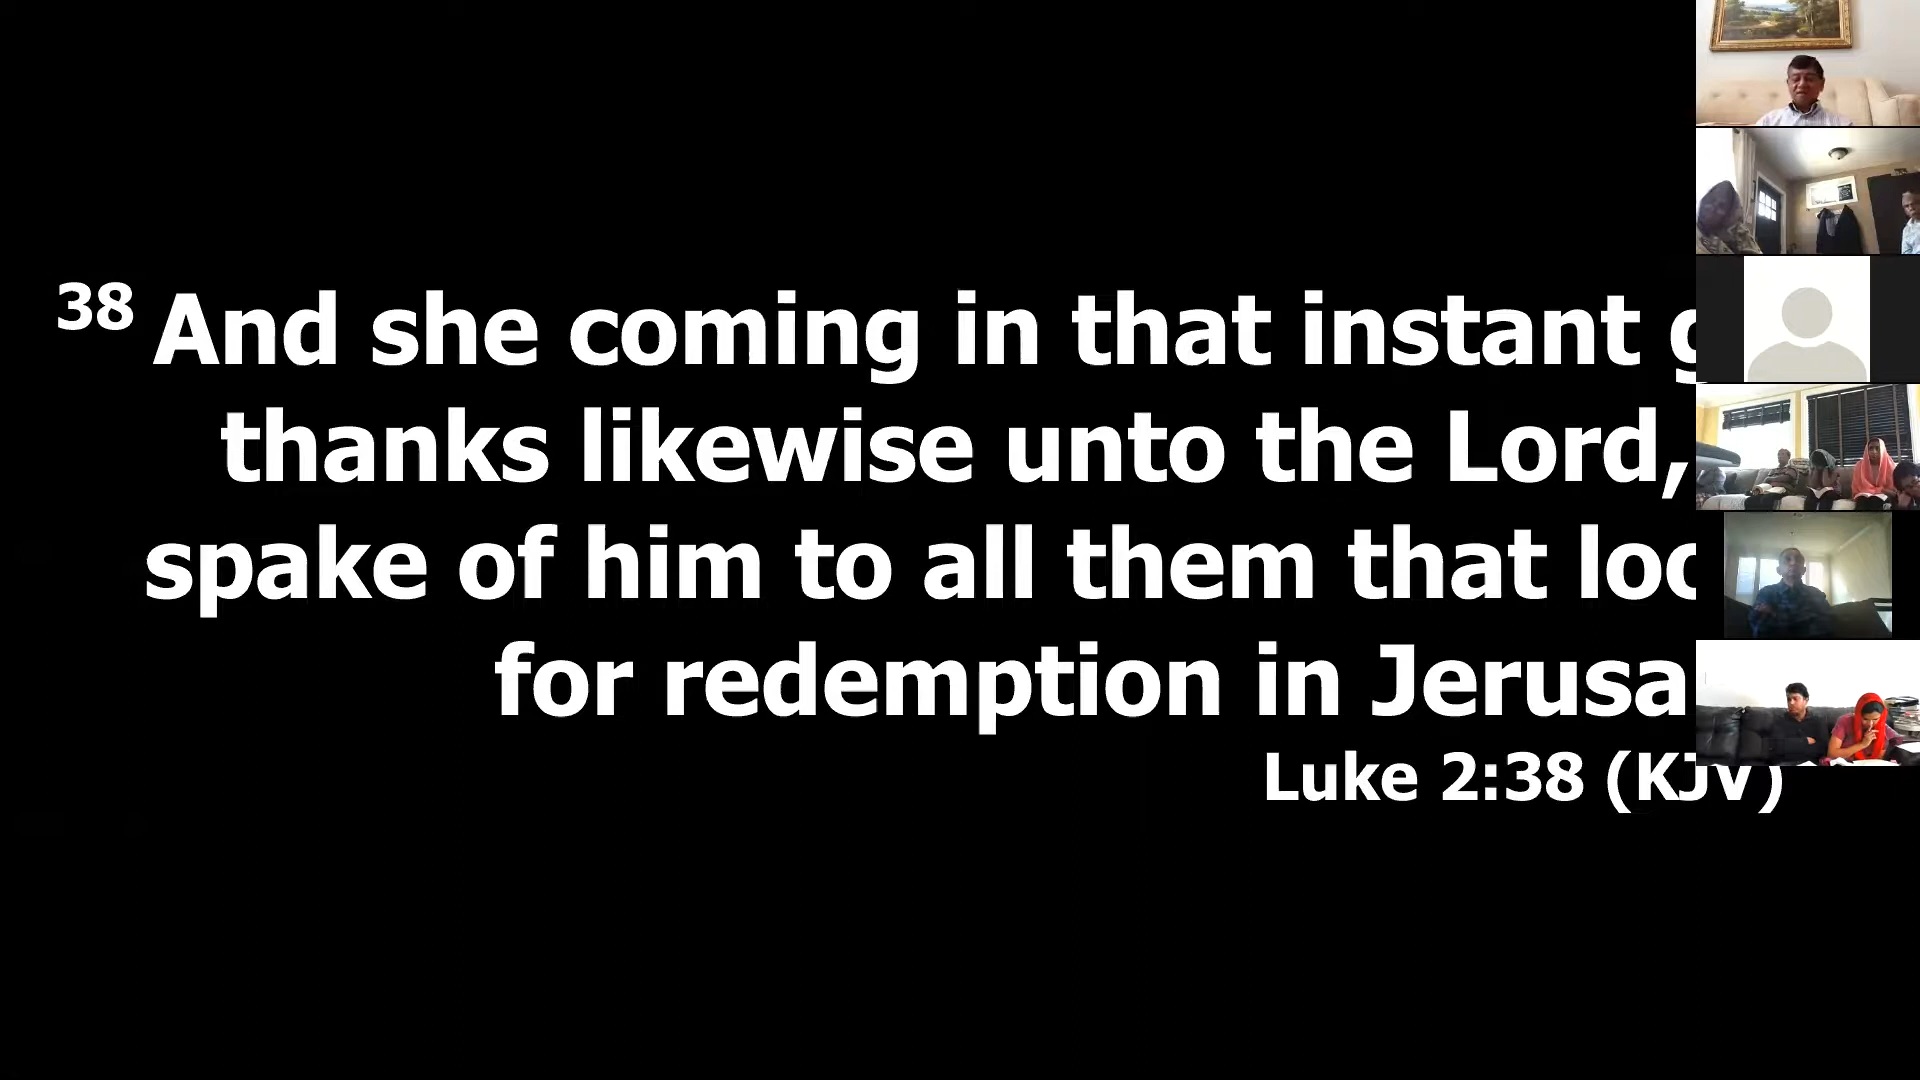 38 And she coming in that instant
thanks likewise unto the Lord,
spake of him to all them that
for redemption in
Luke 2:38 (KJV)